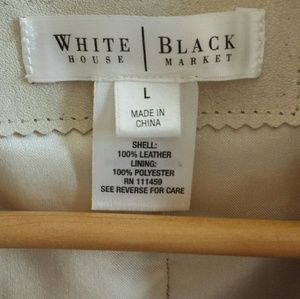 WHITE | BLACK
HOUSE | MARKET
L
MADE IN
CHINA
SHELL:
100% LEATHER
LINING:
100% POLYESTER
RN 111459
SEE REVERSE FOR CARE